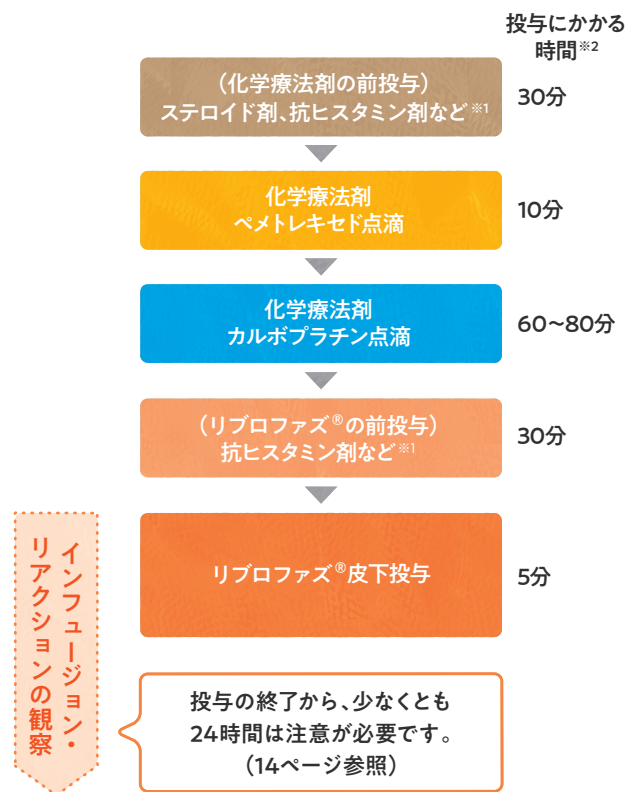 投与にかかる
時間※2
（化学療法剤の前投与）
ステロイド剤、抗ヒスタミン剤など※1
30分
化学療法剤
ペメトレキセド点滴
10分
化学療法剤
カルボプラチン点滴
60〜80分
（リブロファズ®の前投与）
抗ヒスタミン剤など※1
30分
リブロファズ®皮下投与
5分
インフュージョン・
リアクションの観察
投与の終了から、少なくとも
24時間は注意が必要です。
（14ページ参照）